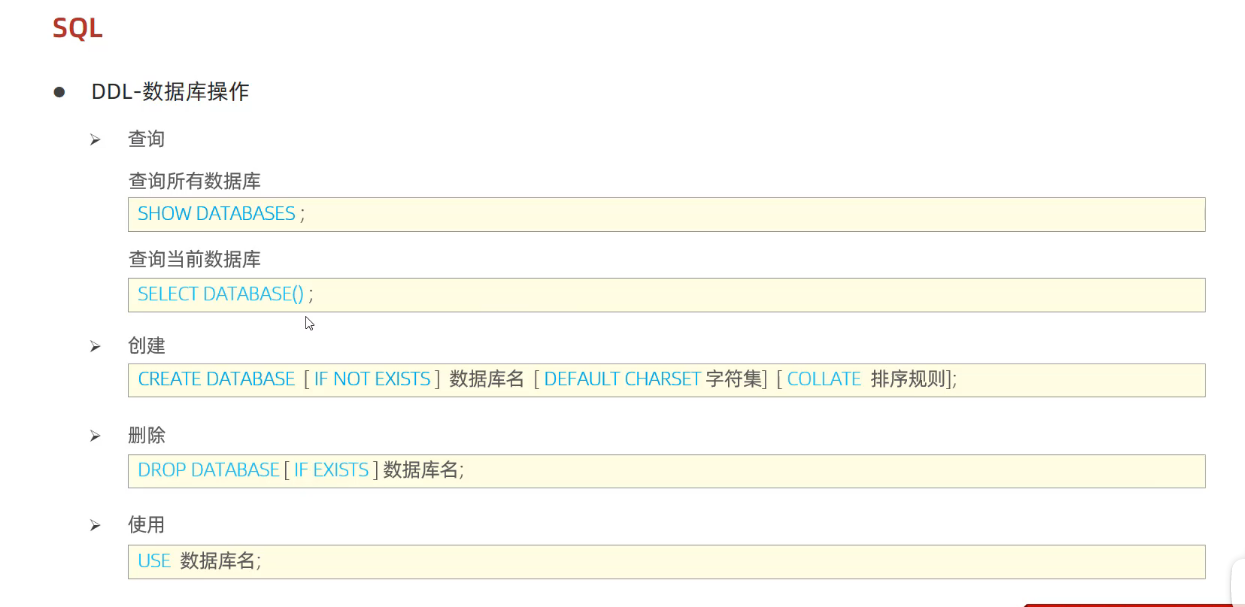 SQL
DDL-数据库操作
查询
查询所有数据库
SHOW DATABASES ;
查询当前数据库
SELECT DATABASE() ;
创建
CREATE DATABASE [ IF NOT EXISTS ] 数据库名 [ DEFAULT CHARSET 字符集] [ COLLATE 排序规则];
删除
DROP DATABASE [ IF EXISTS ] 数据库名;
使用
USE 数据库名;